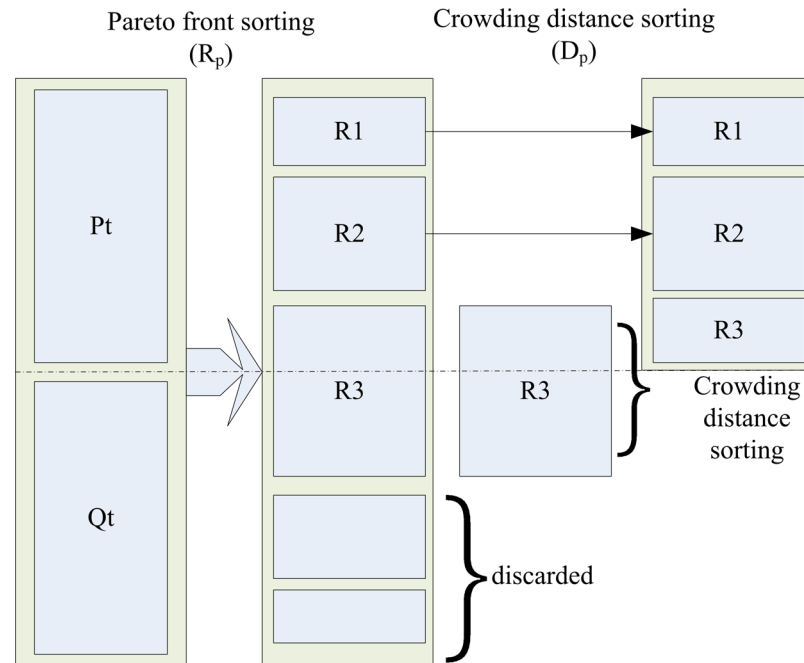 Pareto front sorting
(Rp)
Crowding distance sorting
(Dp)
Pt
Qt
R1
R2
R3
R3
R1
R2
R3
Crowding
distance
sorting
discarded